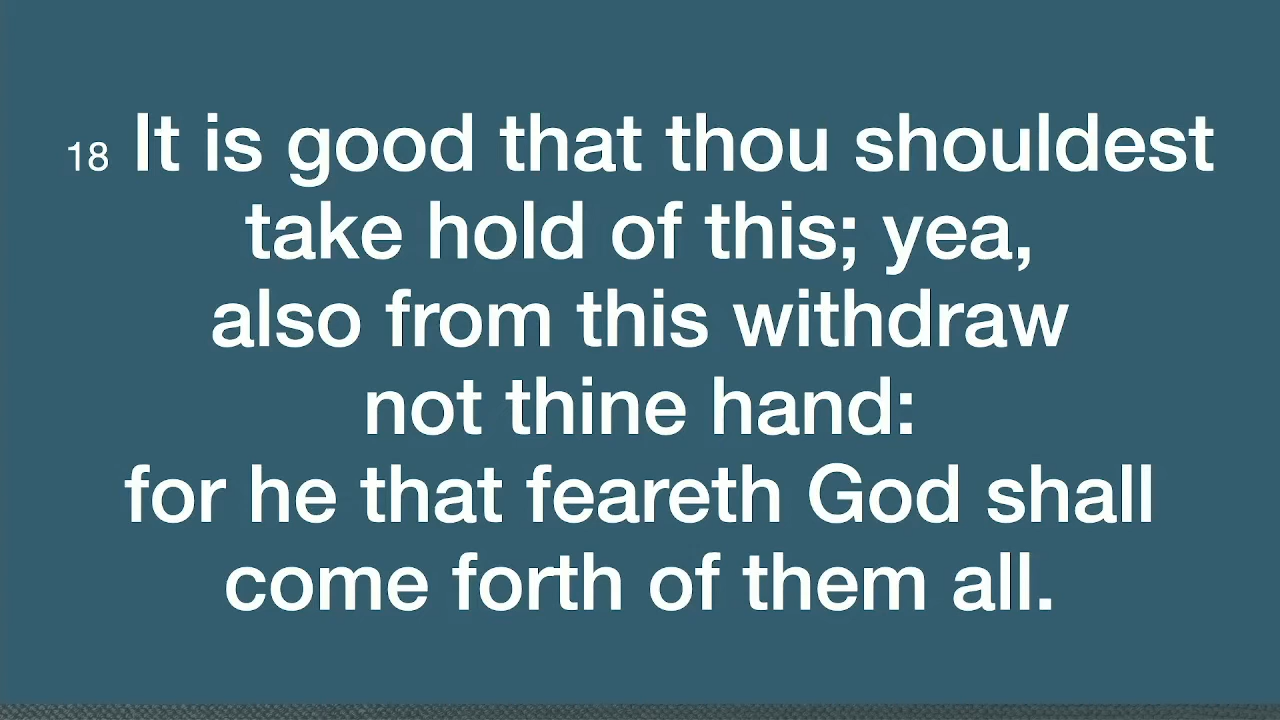 18 It is good that thou shouldest
take hold of this; yea,
also from this withdraw
not thine hand:
for he that feareth God shall
come forth of them all.